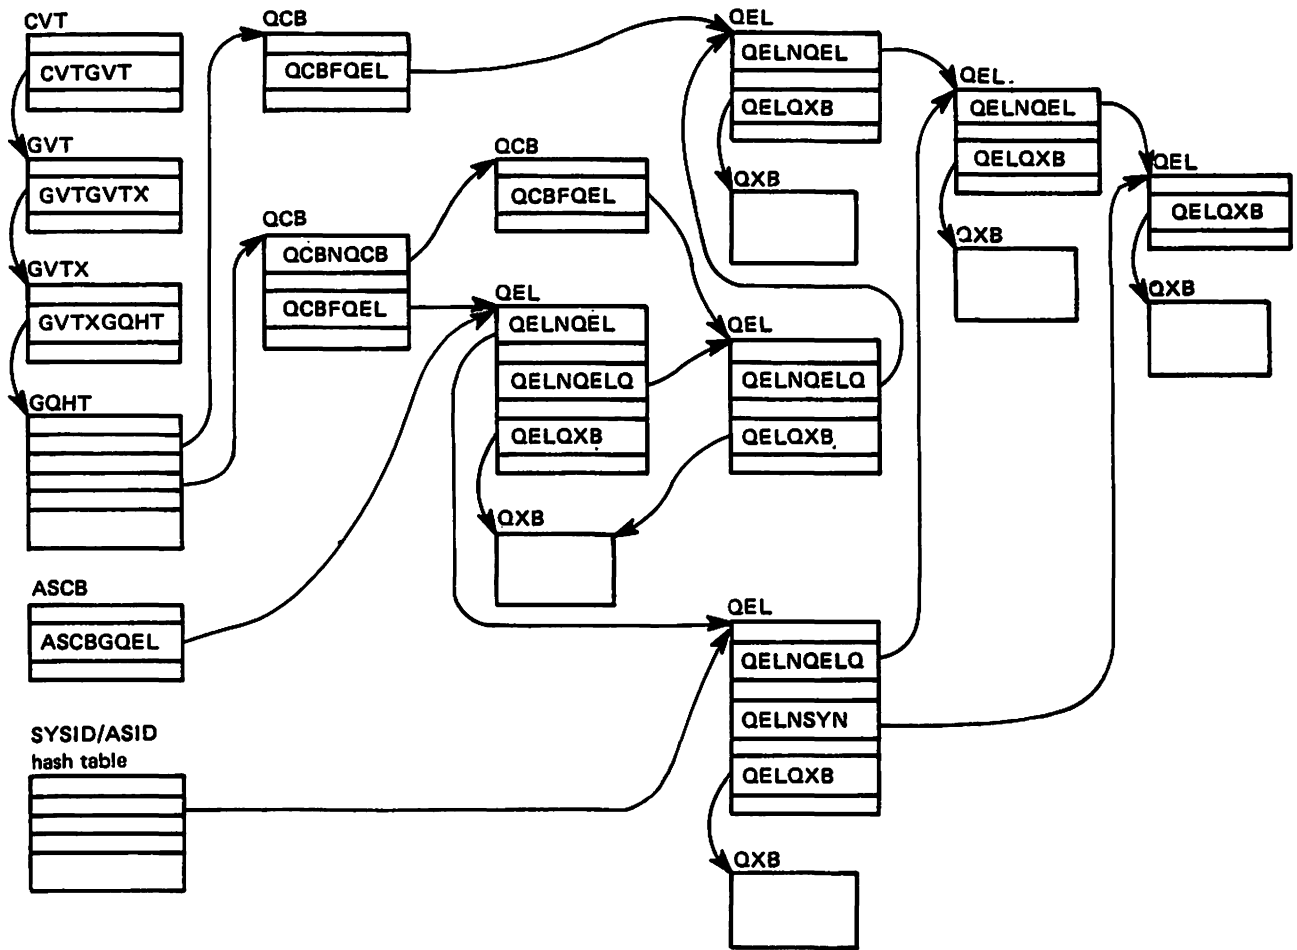 CVT
CVTGVT
GVT
GVTGVTX
GVTX
GVTXGQHT
GQHT
ASCB
ASCBGQEL
SYSID/ASID
hash table
QCB
QCBFQEL
QCB
QCBNQCB
QCBFQEL
QCB
QCBFQEL
QEL
QELNQEL
QELNQELQ
QELQXB
QXB
QEL
QELNQEL
QELQXB
QXB
QEL
QELNQELQ
QELQXB
QEL
QELNQELQ
QELNSYN
QELQXB
QXB
QEL.
QELNQEL
QELQXB
QXB
QEL
QELQXB
QXB